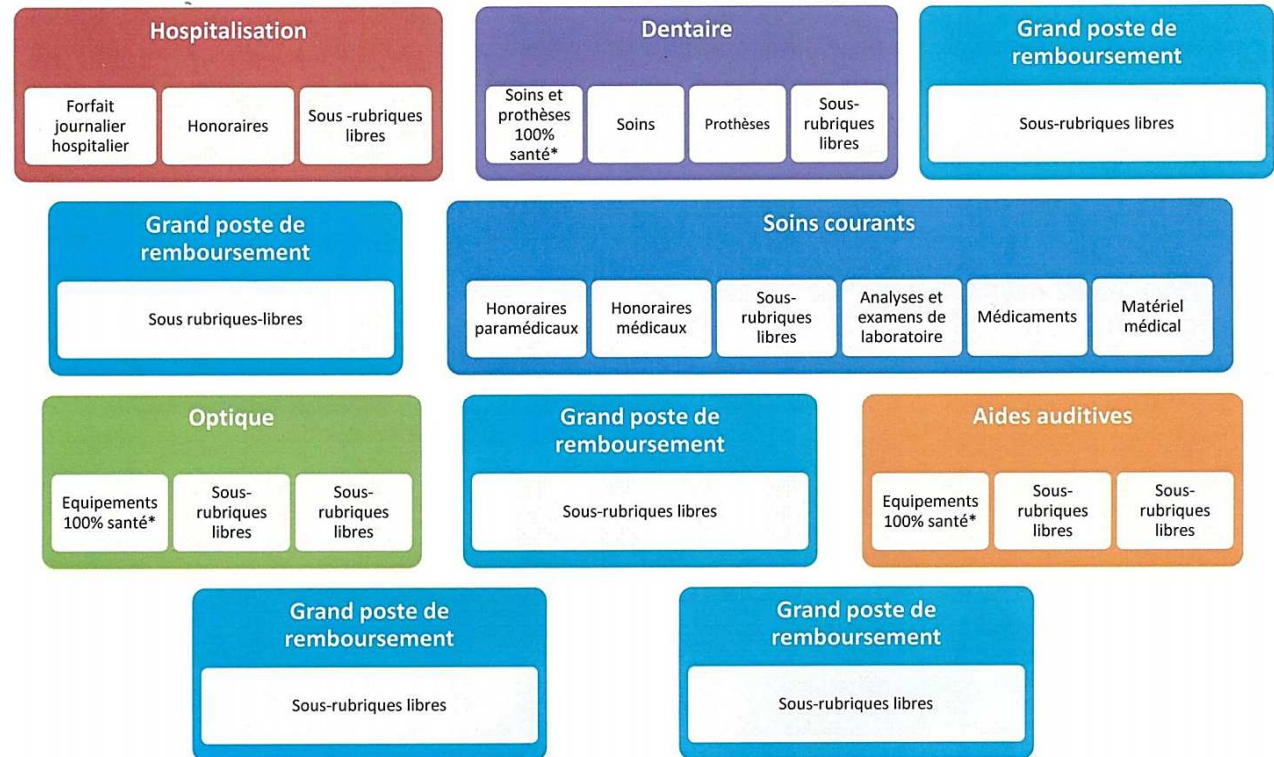 Hospitalisation
Forfait
journalier
hospitalier
Honoraires
Sous -rubriques
libres
Dentaire
Soins et
prothèses
100%
santé*
Soins
Prothèses
Sous-
rubriques
libres
Grand poste de
remboursement
Sous-rubriques libres
Grand poste de
remboursement
Sous rubriques-libres
Soins courants
Honoraires
paramédicaux
Honoraires
médicaux
Sous-
rubriques
libres
Analyses et
examens de
laboratoire
Médicaments
Matériel
médical
Optique
Equipements
100% santé*
Sous-
rubriques
libres
Sous-
rubriques
libres
Grand poste de
remboursement
Sous-rubriques libres
Aides auditives
Equipements
100% santé*
Sous-
rubriques
libres
Sous-
rubriques
libres
Grand poste de
remboursement
Sous-rubriques libres
Grand poste de
remboursement
Sous-rubriques libres